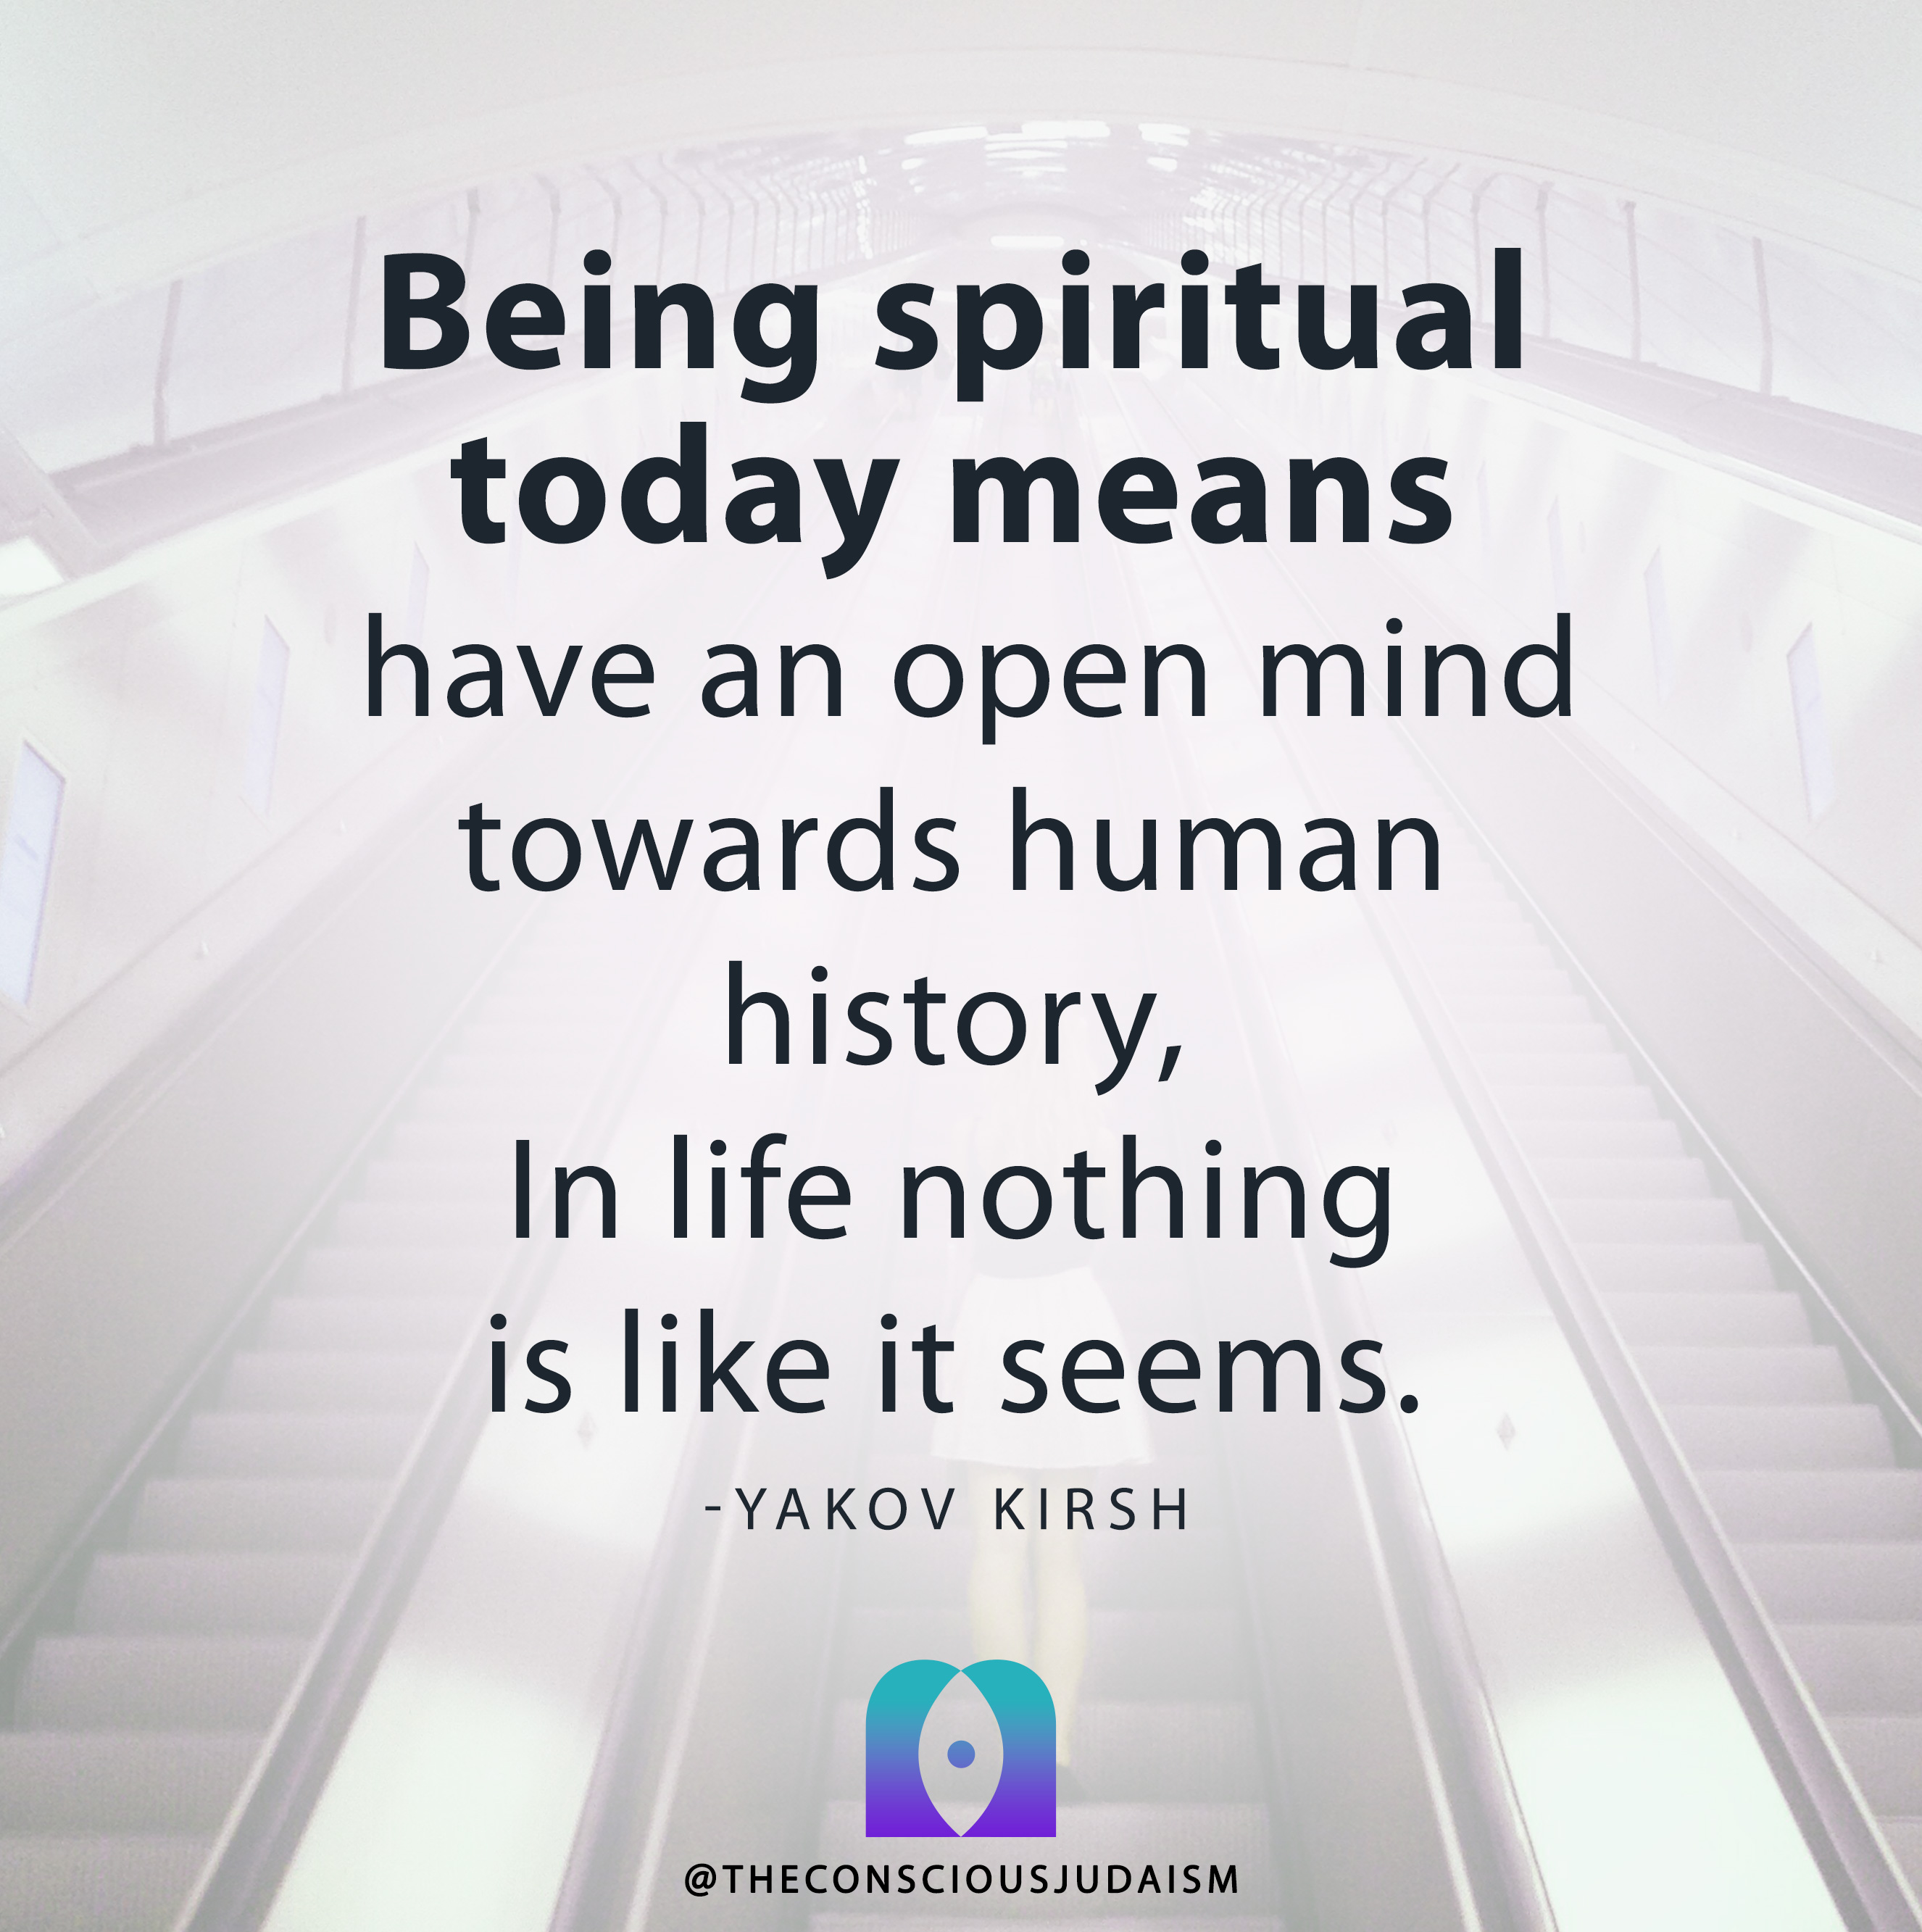 Being spiritual
today means
have an open mind
towards human
history,
In life nothing
is like it seems.
-YAKOV KIRSH
@THECONSCIOUSJUDAISM